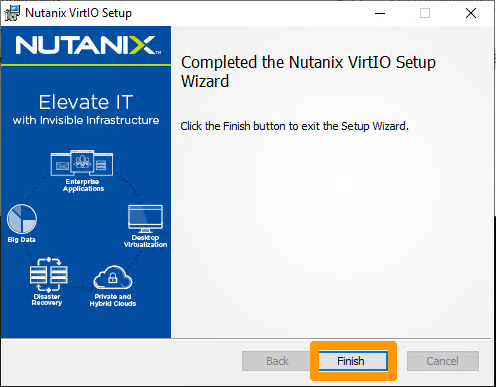 Nutanix VirtIO Setup
NUTANIX™
Completed the Nutanix VirtIO Setup
Wizard
Click the Finish button to exit the Setup Wizard.
Elevate IT
with Invisible Infrastructure
Enterprise
Applications
Big Data
Desktop
Virtualization
Disaster
Recovery
Private and
Hybrid Clouds
Back
Finish
Cancel